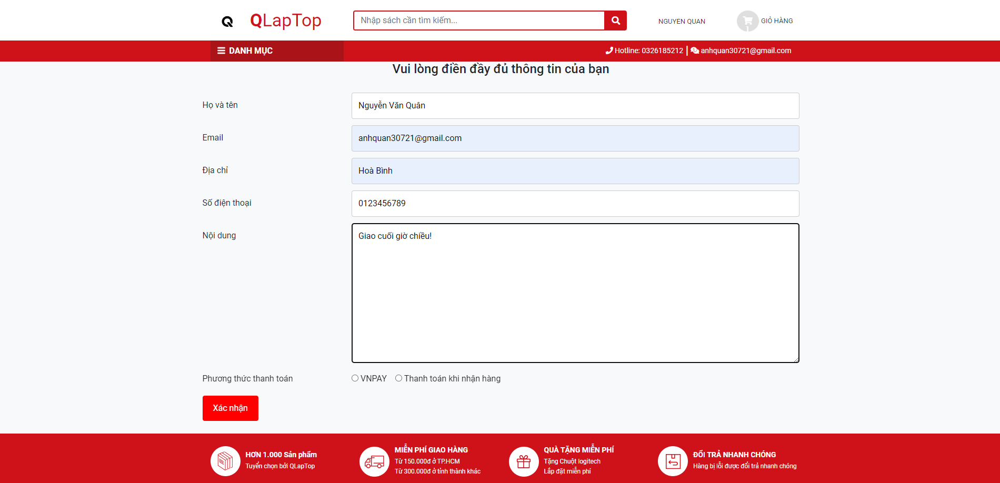 Q QLapTop
Nhập sách cần tìm kiếm...
NGUYEN QUAN
1
GIỎ HÀNG
DANH MỤC
Hotline: 0326185212 | anhquan30721@gmail.com
Vui lòng điền đầy đủ thông tin của bạn
Họ và tên
Nguyễn Văn Quân
Email
anhquan30721@gmail.com
Địa chỉ
Hoà Bình
Số điện thoại
0123456789
Nội dung
Giao cuối giờ chiều!
Phương thức thanh toán
VNPAY
Thanh toán khi nhận hàng
Xác nhận
HƠN 1.000 Sản phẩm
Tuyển chọn bởi QLapTop
MIỄN PHÍ GIAO HÀNG
Từ 150.000đ ở TP.HCM
Từ 300.000đ ở tỉnh thành khác
QUÀ TẶNG MIỄN PHÍ
Tặng Chuột logitech
Lắp đặt miễn phí
ĐỔI TRẢ NHANH CHÓNG
Hàng bị lỗi được đổi trả nhanh chóng